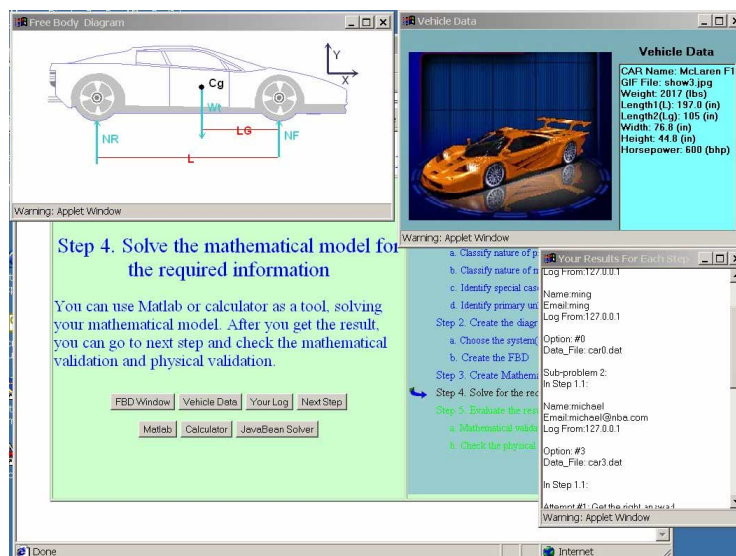 Free Body Diagram
Y
X
Cg
Wt
LG
NR
NF
L
Warning: Applet Window
Vehicle Data
Vehicle Data
CAR Name: McLaren F1
GIF File: show3.jpg
Weight: 2017 (lbs)
Length1(L): 197.0 (in)
Length2(Lg): 105 (in)
Width: 76.8 (in)
Height: 44.8 (in)
Horsepower: 600 (bhp)
Warning: Applet Window
Step 4. Solve the mathematical model for
the required information
You can use Matlab or calculator as a tool, solving
your mathematical model. After you get the result,
you can go to next step and check the mathematical
validation and physical validation.
FBD Window
Vehicle Data
Your Log
Next Step
Matlab
Calculator
JavaBean Solver
a. Classify nature of p
b. Classify nature of m
c. Identify special case
d. Identify primary un
Step 2. Create the diagr
a. Choose the system(
b. Create the FBD
Step 3. Create Mathema
Step 4. Solve for the rec
Step 5. Evaluate the resu
a. Mathematical valida
b. Check the physical
Your Results For Each Step
Log From:127.0.0.1
Name:ming
Email:ming
Log From:127.0.0.1
Option: #0
Data_File: car0.dat
Sub-problem 2:
In Step 1.1:
Name:michael
Email:michael@nba.com
Log From:127.0.0.1
Option: #3
Data_File: car3.dat
In Step 1.1:
Attempt #1: Get the right
Warning: Applet Window
Done
Internet